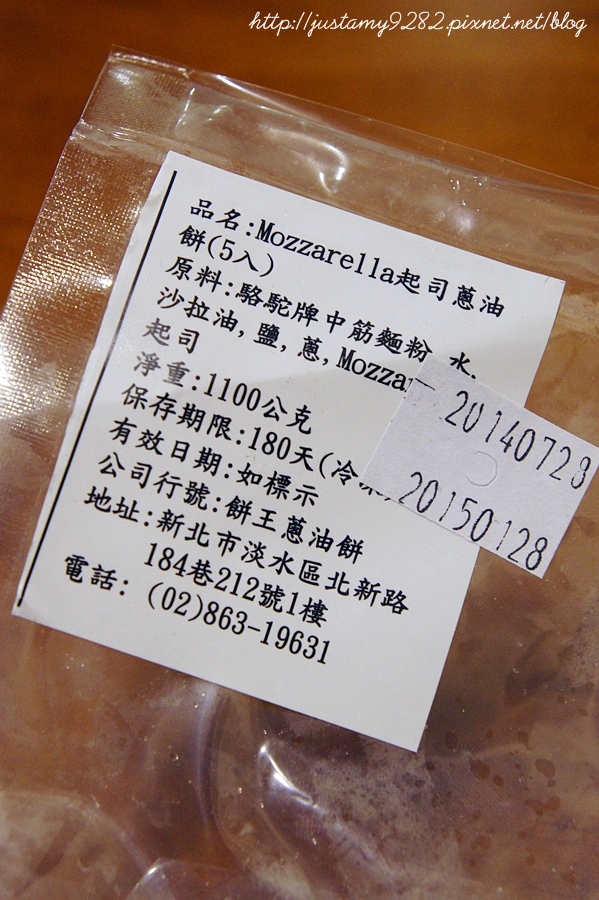 http://justamy9282.pixnet.net/blog
品名:Mozzarella起司蔥油
餅(5入)
原料:駱駝牌中筋麵粉,水,
沙拉油,鹽,蔥,Mozza
起司
淨重:1100公克
保存期限:180天(冷
有效日期:如標示
公司行號:餅王蔥油餅
地址:新北市淡水區北新路
184巷212號1樓
電話: (02)863-19631
20140728
20150128